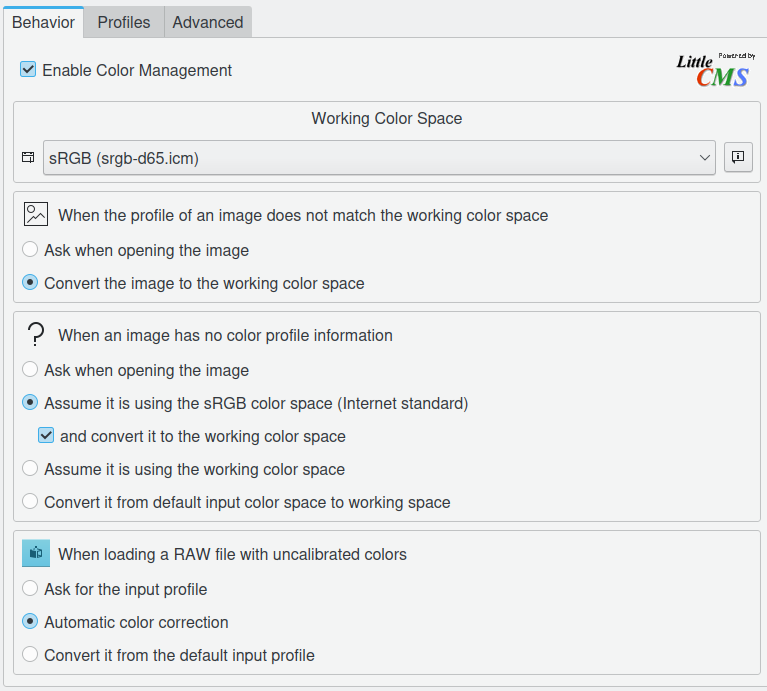 Behavior Profiles Advanced
Enable Color Management
Powered by
Little
CMS
Working Color Space
sRGB (srgb-d65.icm)
When the profile of an image does not match the working color space
Ask when opening the image
Convert the image to the working color space
When an image has no color profile information
Ask when opening the image
Assume it is using the sRGB color space (Internet standard)
and convert it to the working color space
Assume it is using the working color space
Convert it from default input color space to working space
When loading a RAW file with uncalibrated colors
Ask for the input profile
Automatic color correction
Convert it from the default input profile